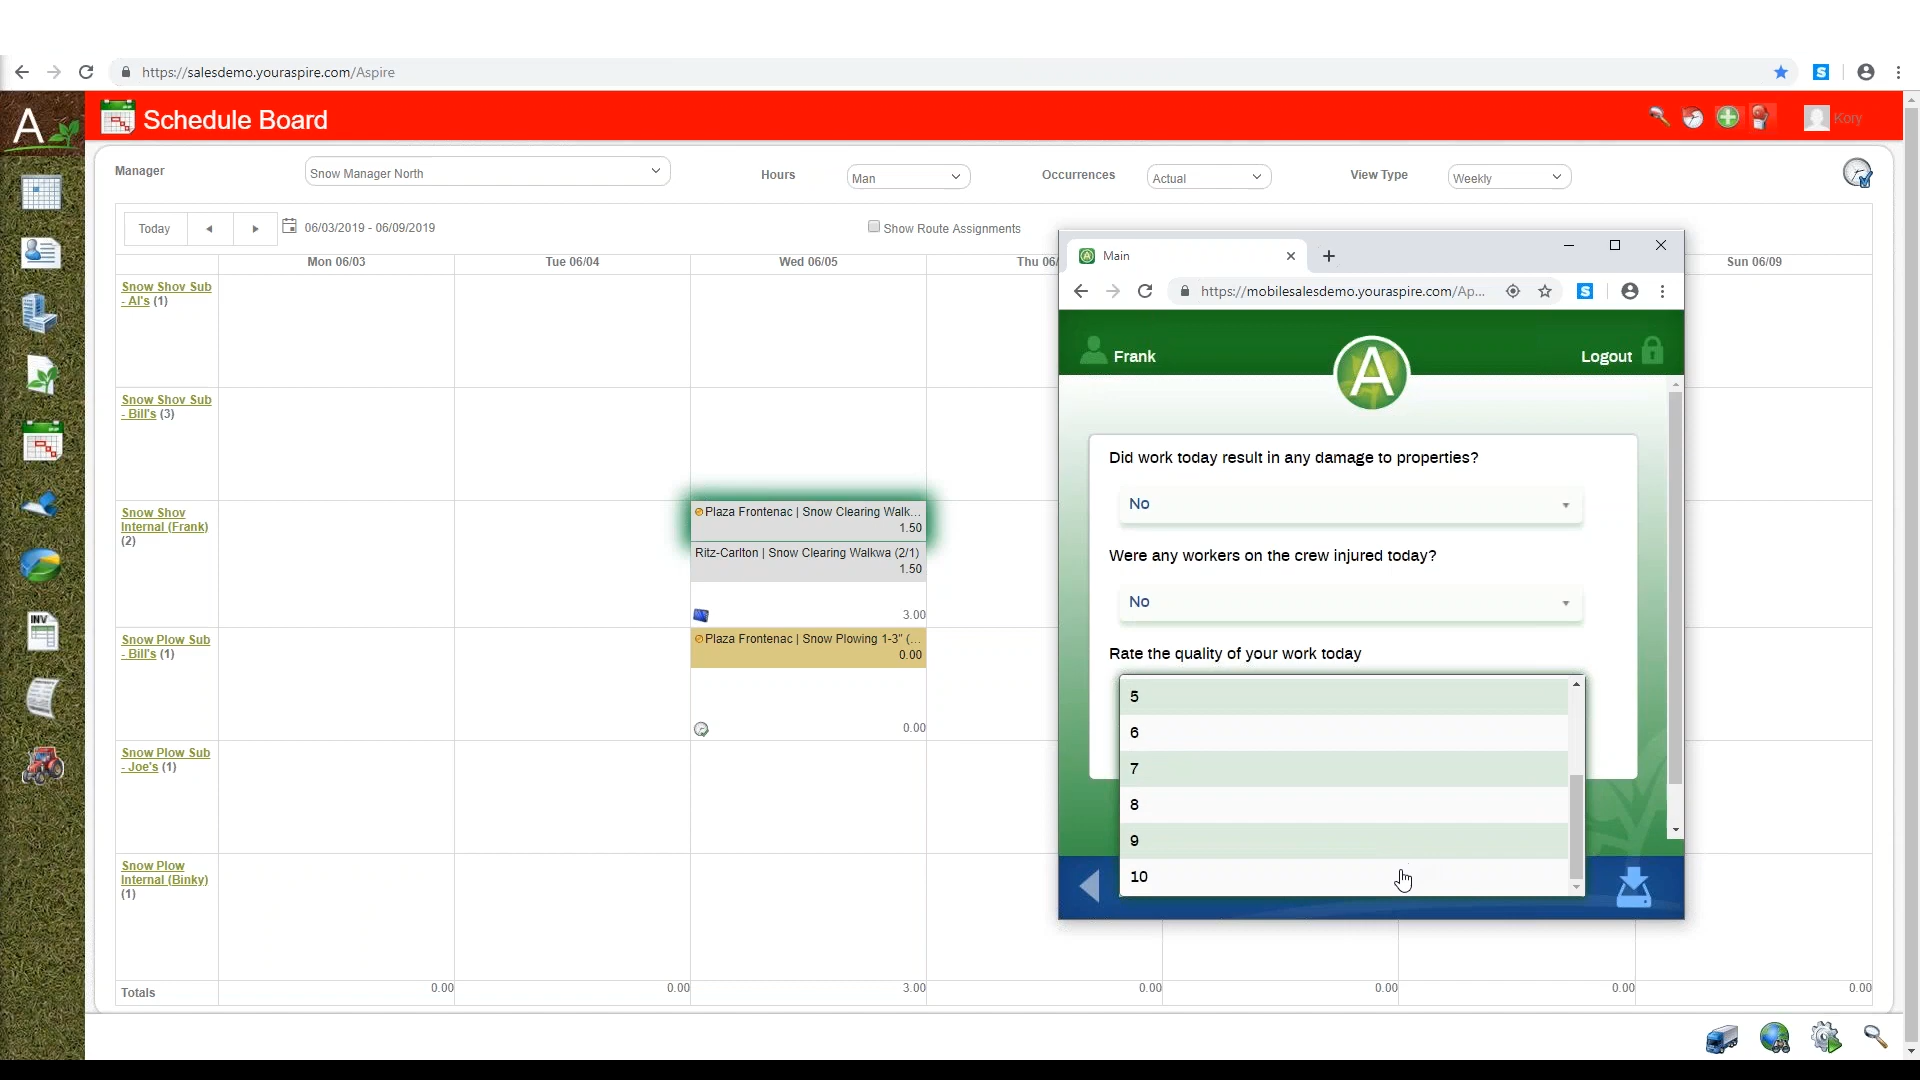 https://salesdemo.youraspire.com/Aspire
S
A
Schedule Board
Kory
Manager
Snow Manager North
Hours
Man
Occurrences
Actual
View Type
Weekly
Today
06/03/2019 - 06/09/2019
Show Route Assignments
Mon 06/03
Tue 06/04
Wed 06/05
Thu 06/
Sun 06/09
Snow Shov Sub
- Al's (1)
Snow Shov Sub
- Bill's (3)
Snow Shov
Internal (Frank)
(2)
Plaza Frontenac | Snow Clearing Walk...
1.50
Ritz-Carlton | Snow Clearing Walkwa (2/1)
1.50
3.00
Snow Plow Sub
- Bill's (1)
Plaza Frontenac | Snow Plowing 1-3" (...
0.00
0.00
Snow Plow Sub
- Joe's (1)
Snow Plow
Internal (Binky)
(1)
Totals
0.00
0.00
3.00
0.00
0.00
0.00
0.00
INV
Main
https://mobilesalesdemo.youraspire.com/Ap...
S
Frank
A
Logout
Did work today result in any damage to properties?
No
Were any workers on the crew injured today?
No
Rate the quality of your work today
5
6
7
8
9
10